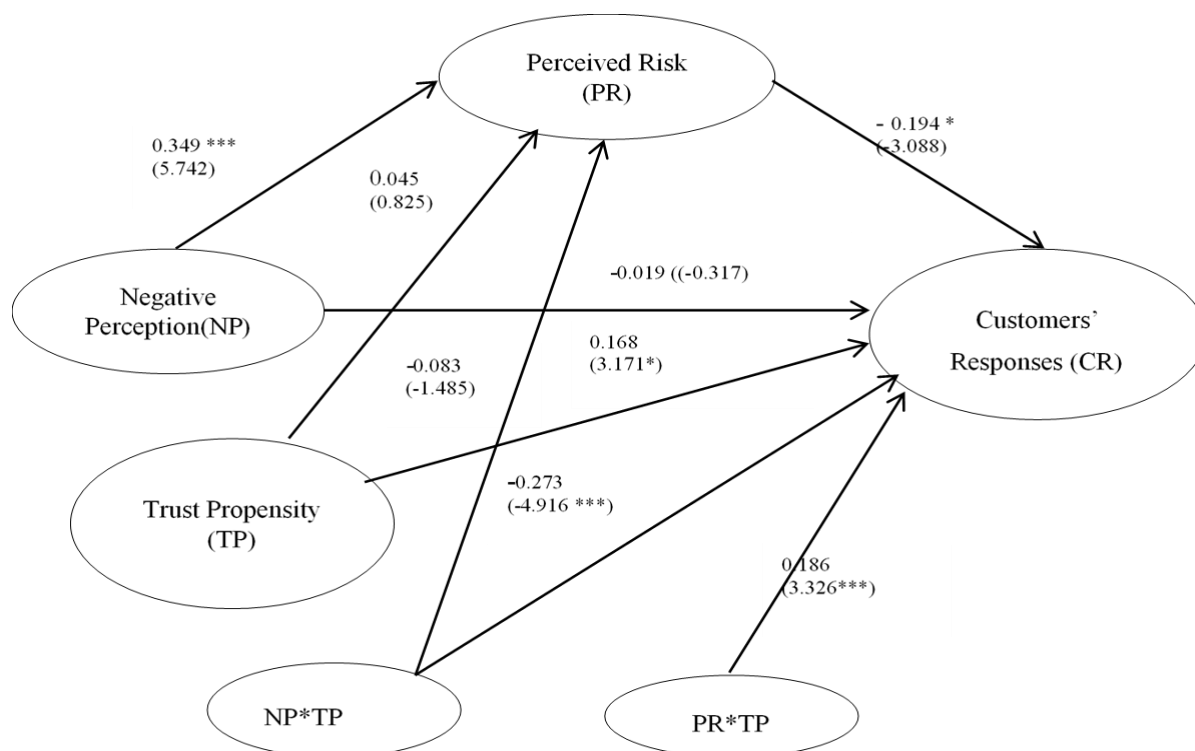 Perceived Risk
(PR)
- 0.194 *
(-3.088)
0.349 ***
(5.742)
0.045
(0.825)
Negative
Perception(NP)
-0.019 ((-0.317)
Customers’
Responses (CR)
0.168
(3.171*)
-0.083
(-1.485)
Trust Propensity
(TP)
-0.273
(-4.916 ***)
0.186
(3.326***)
NP*TP
PR*TP